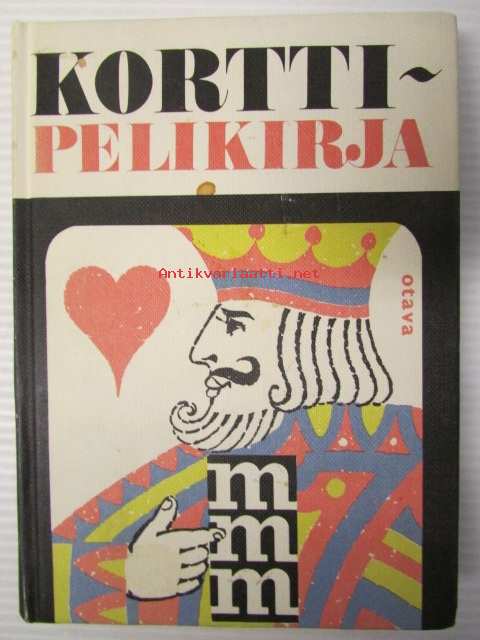 KORTTI-
PELIKIRJA
Antikvariaatti.net
otava
m
m
m